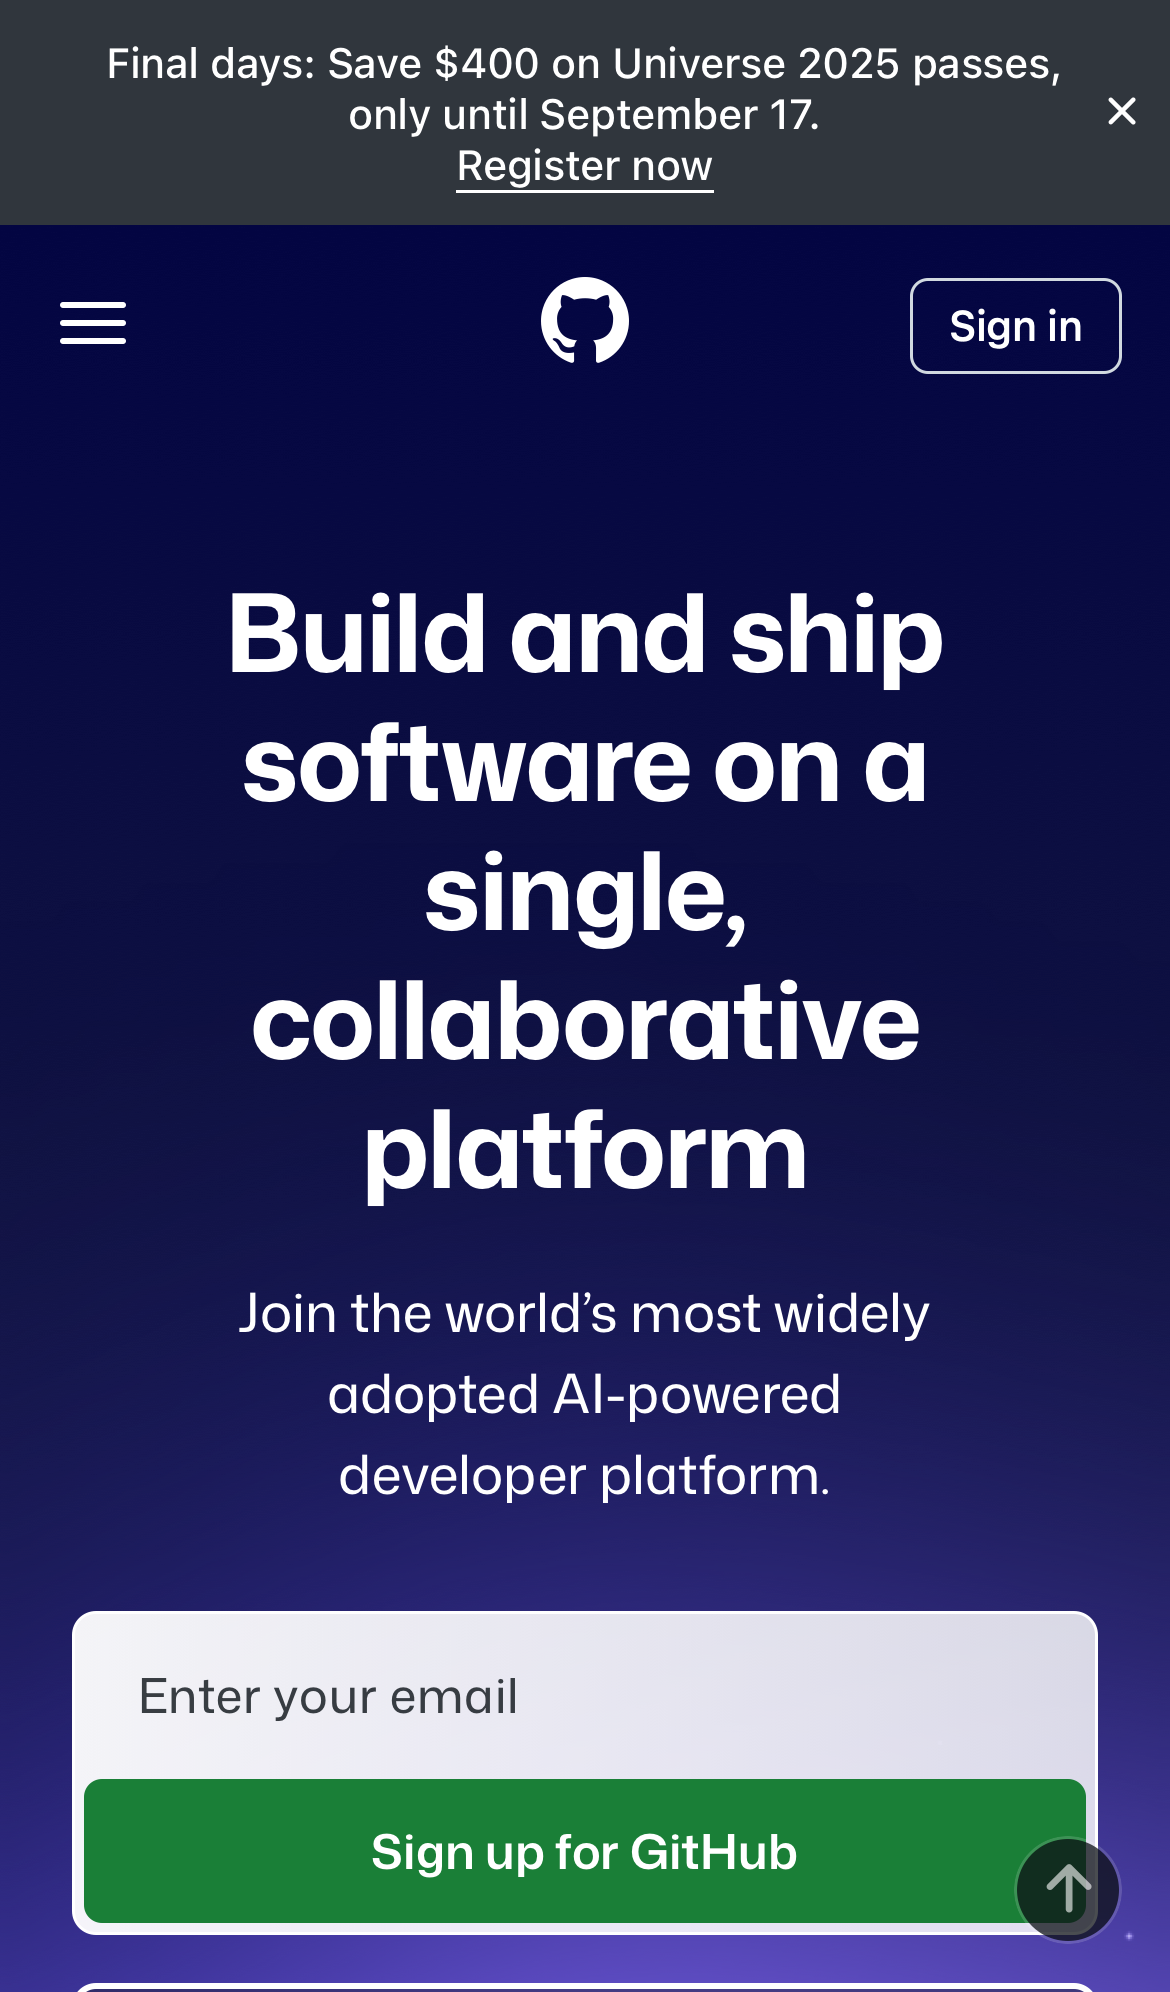 Final days: Save $400 on Universe 2025 passes,
only until September 17.
Register now
Sign in
Build and ship
software on a
single,
collaborative
platform
Join the world’s most widely
adopted AI-powered
developer platform.
Enter your email
Sign up for GitHub